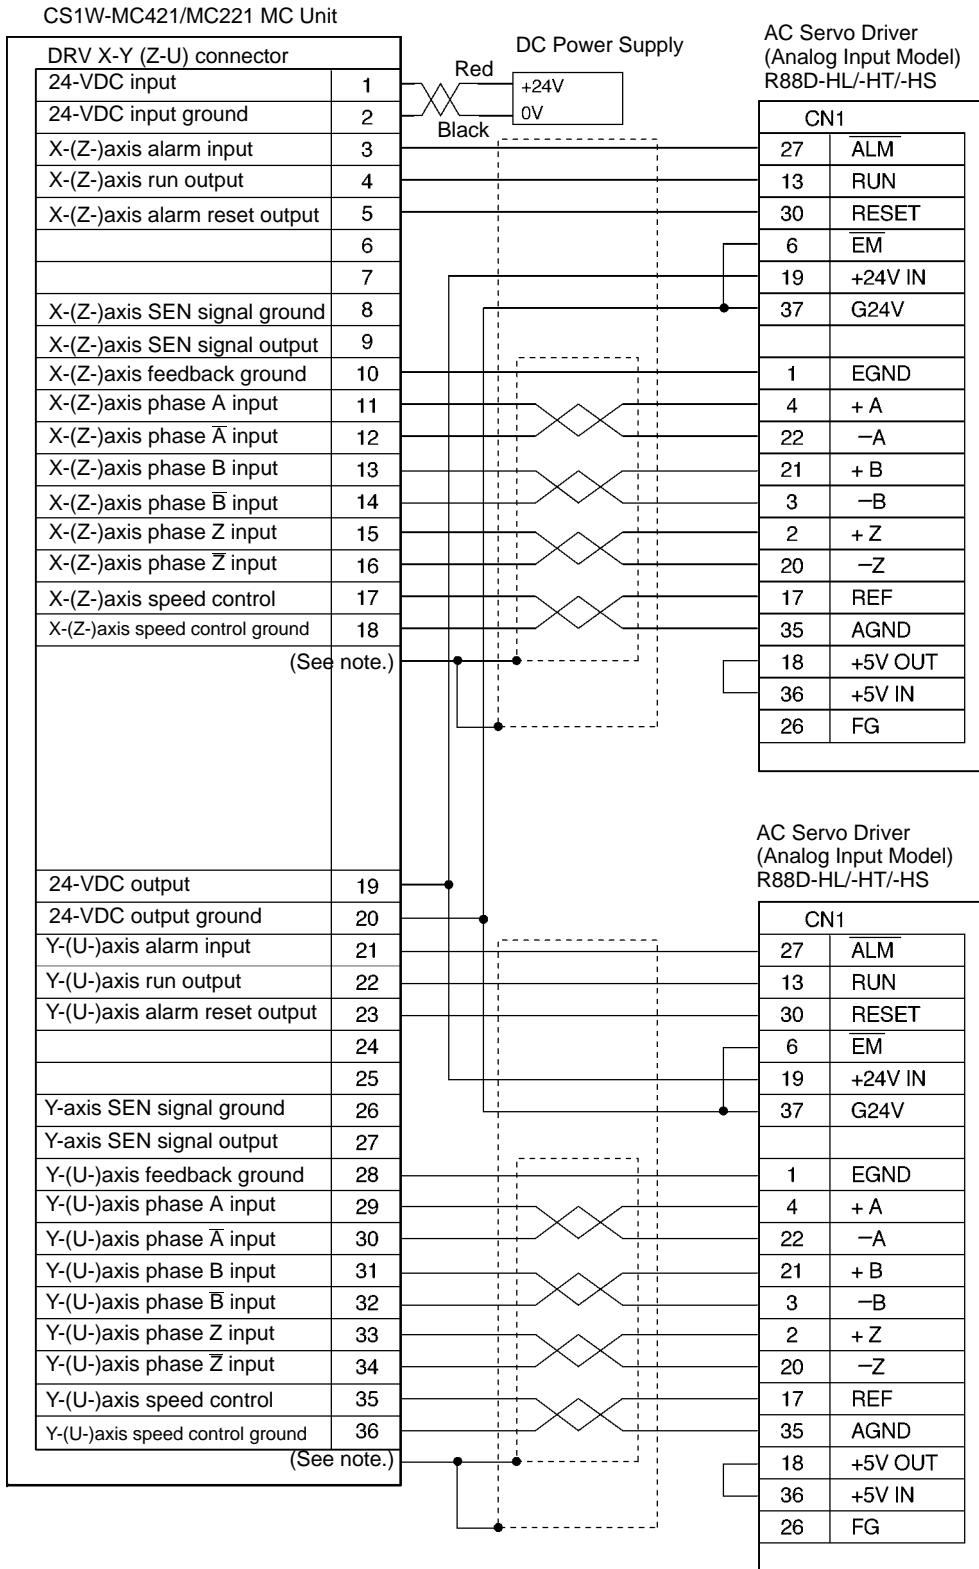 CS1W-MC421/MC221 MC Unit
DRV X-Y (Z-U) connector
DC Power Supply
AC Servo Driver
(Analog Input Model)
R88D-HL/-HT/-HS
24-VDC input 1
Red
+24V
24-VDC input ground 2
Black
0V
CN1
X-(Z-)axis alarm input 3 27 A̅L̅M̅
X-(Z-)axis run output 4 13 RUN
X-(Z-)axis alarm reset output 5 30 RESET
6 6 E̅M̅
7 19 +24V IN
X-(Z-)axis SEN signal ground 8 37 G24V
X-(Z-)axis SEN signal output 9
X-(Z-)axis feedback ground 10 1 EGND
X-(Z-)axis phase A input 11 4 + A
X-(Z-)axis phase A̅ input 12 22 −A
X-(Z-)axis phase B input 13 21 + B
X-(Z-)axis phase B̅ input 14 3 −B
X-(Z-)axis phase Z input 15 2 + Z
X-(Z-)axis phase Z̅ input 16 20 −Z
X-(Z-)axis speed control 17 17 REF
X-(Z-)axis speed control ground 18 35 AGND
(See note.) 18 +5V OUT
36 +5V IN
26 FG
AC Servo Driver
(Analog Input Model)
R88D-HL/-HT/-HS
24-VDC output 19
24-VDC output ground 20 CN1
Y-(U-)axis alarm input 21 27 A̅L̅M̅
Y-(U-)axis run output 22 13 RUN
Y-(U-)axis alarm reset output 23 30 RESET
24 6 E̅M̅
25 19 +24V IN
Y-axis SEN signal ground 26 37 G24V
Y-axis SEN signal output 27
Y-(U-)axis feedback ground 28 1 EGND
Y-(U-)axis phase A input 29 4 + A
Y-(U-)axis phase A̅ input 30 22 −A
Y-(U-)axis phase B input 31 21 + B
Y-(U-)axis phase B̅ input 32 3 −B
Y-(U-)axis phase Z input 33 2 + Z
Y-(U-)axis phase Z̅ input 34 20 −Z
Y-(U-)axis speed control 35 17 REF
Y-(U-)axis speed control ground 36 35 AGND
(See note.) 18 +5V OUT
36 +5V IN
26 FG